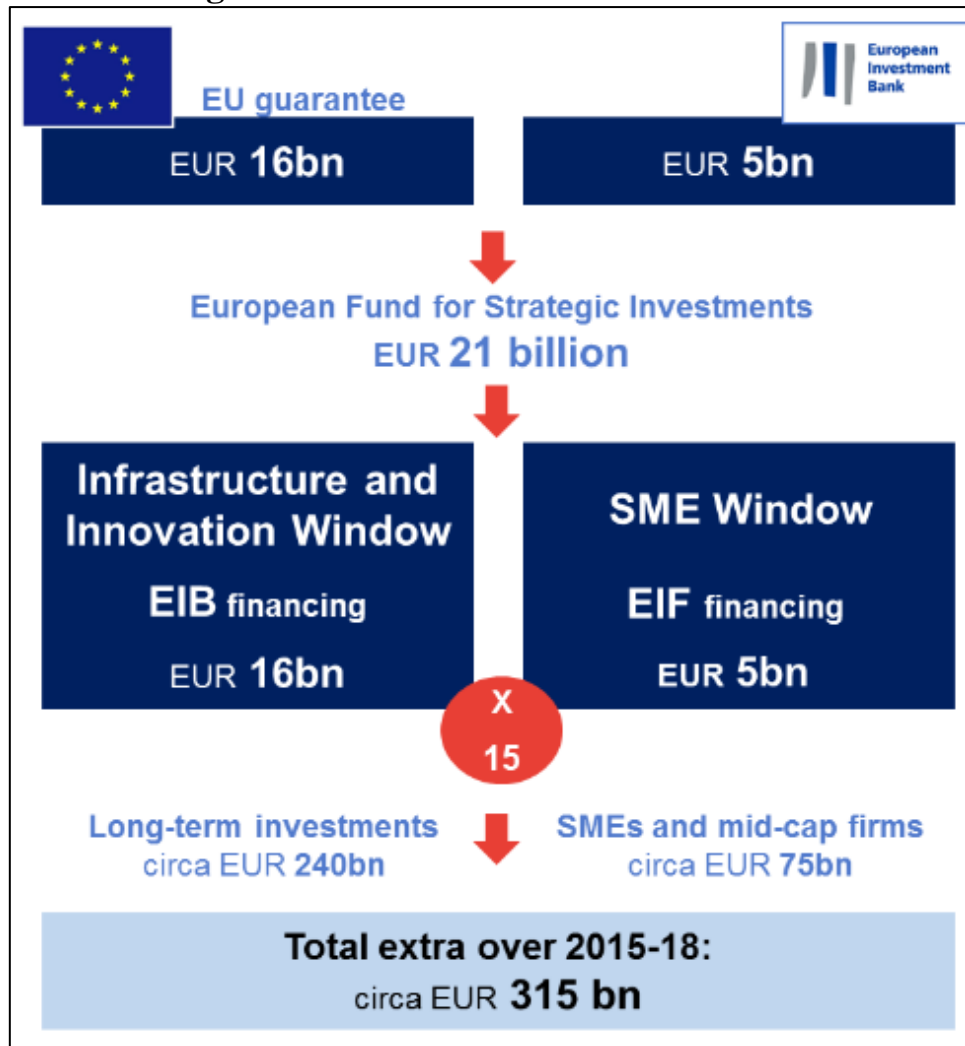 EU guarantee
European
Investment
Bank
EUR 16bn
EUR 5bn
European Fund for Strategic Investments
EUR 21 billion
Infrastructure and
Innovation Window
EIB financing
EUR 16bn
SME Window
EIF financing
EUR 5bn
X
15
Long-term investments
circa EUR 240bn
SMEs and mid-cap firms
circa EUR 75bn
Total extra over 2015-18:
circa EUR 315 bn